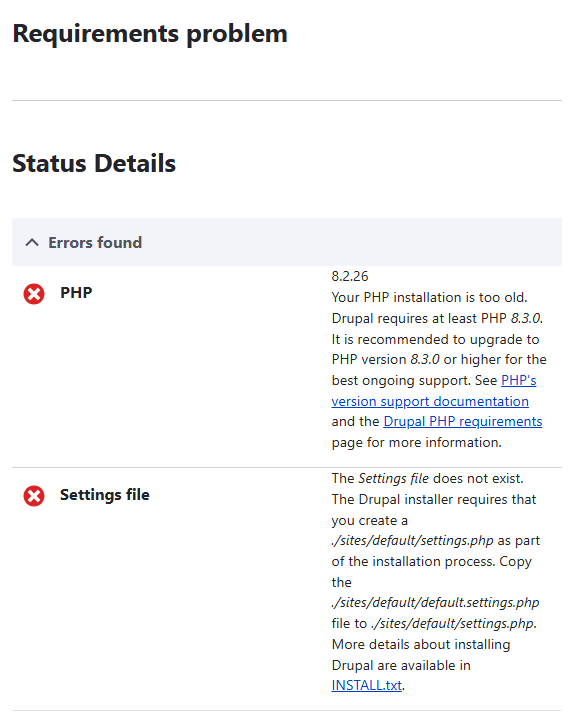 Requirements problem
Status Details
Errors found
PHP
8.2.26
Your PHP installation is too old.
Drupal requires at least PHP 8.3.0.
It is recommended to upgrade to
PHP version 8.3.0 or higher for the
best ongoing support. See PHP's
version support documentation
and the Drupal PHP requirements
page for more information.
Settings file
The Settings file does not exist.
The Drupal installer requires that
you create a
./sites/default/settings.php as part
of the installation process. Copy
the
./sites/default/default.settings.php
file to ./sites/default/settings.php.
More details about installing
Drupal are available in
INSTALL.txt.